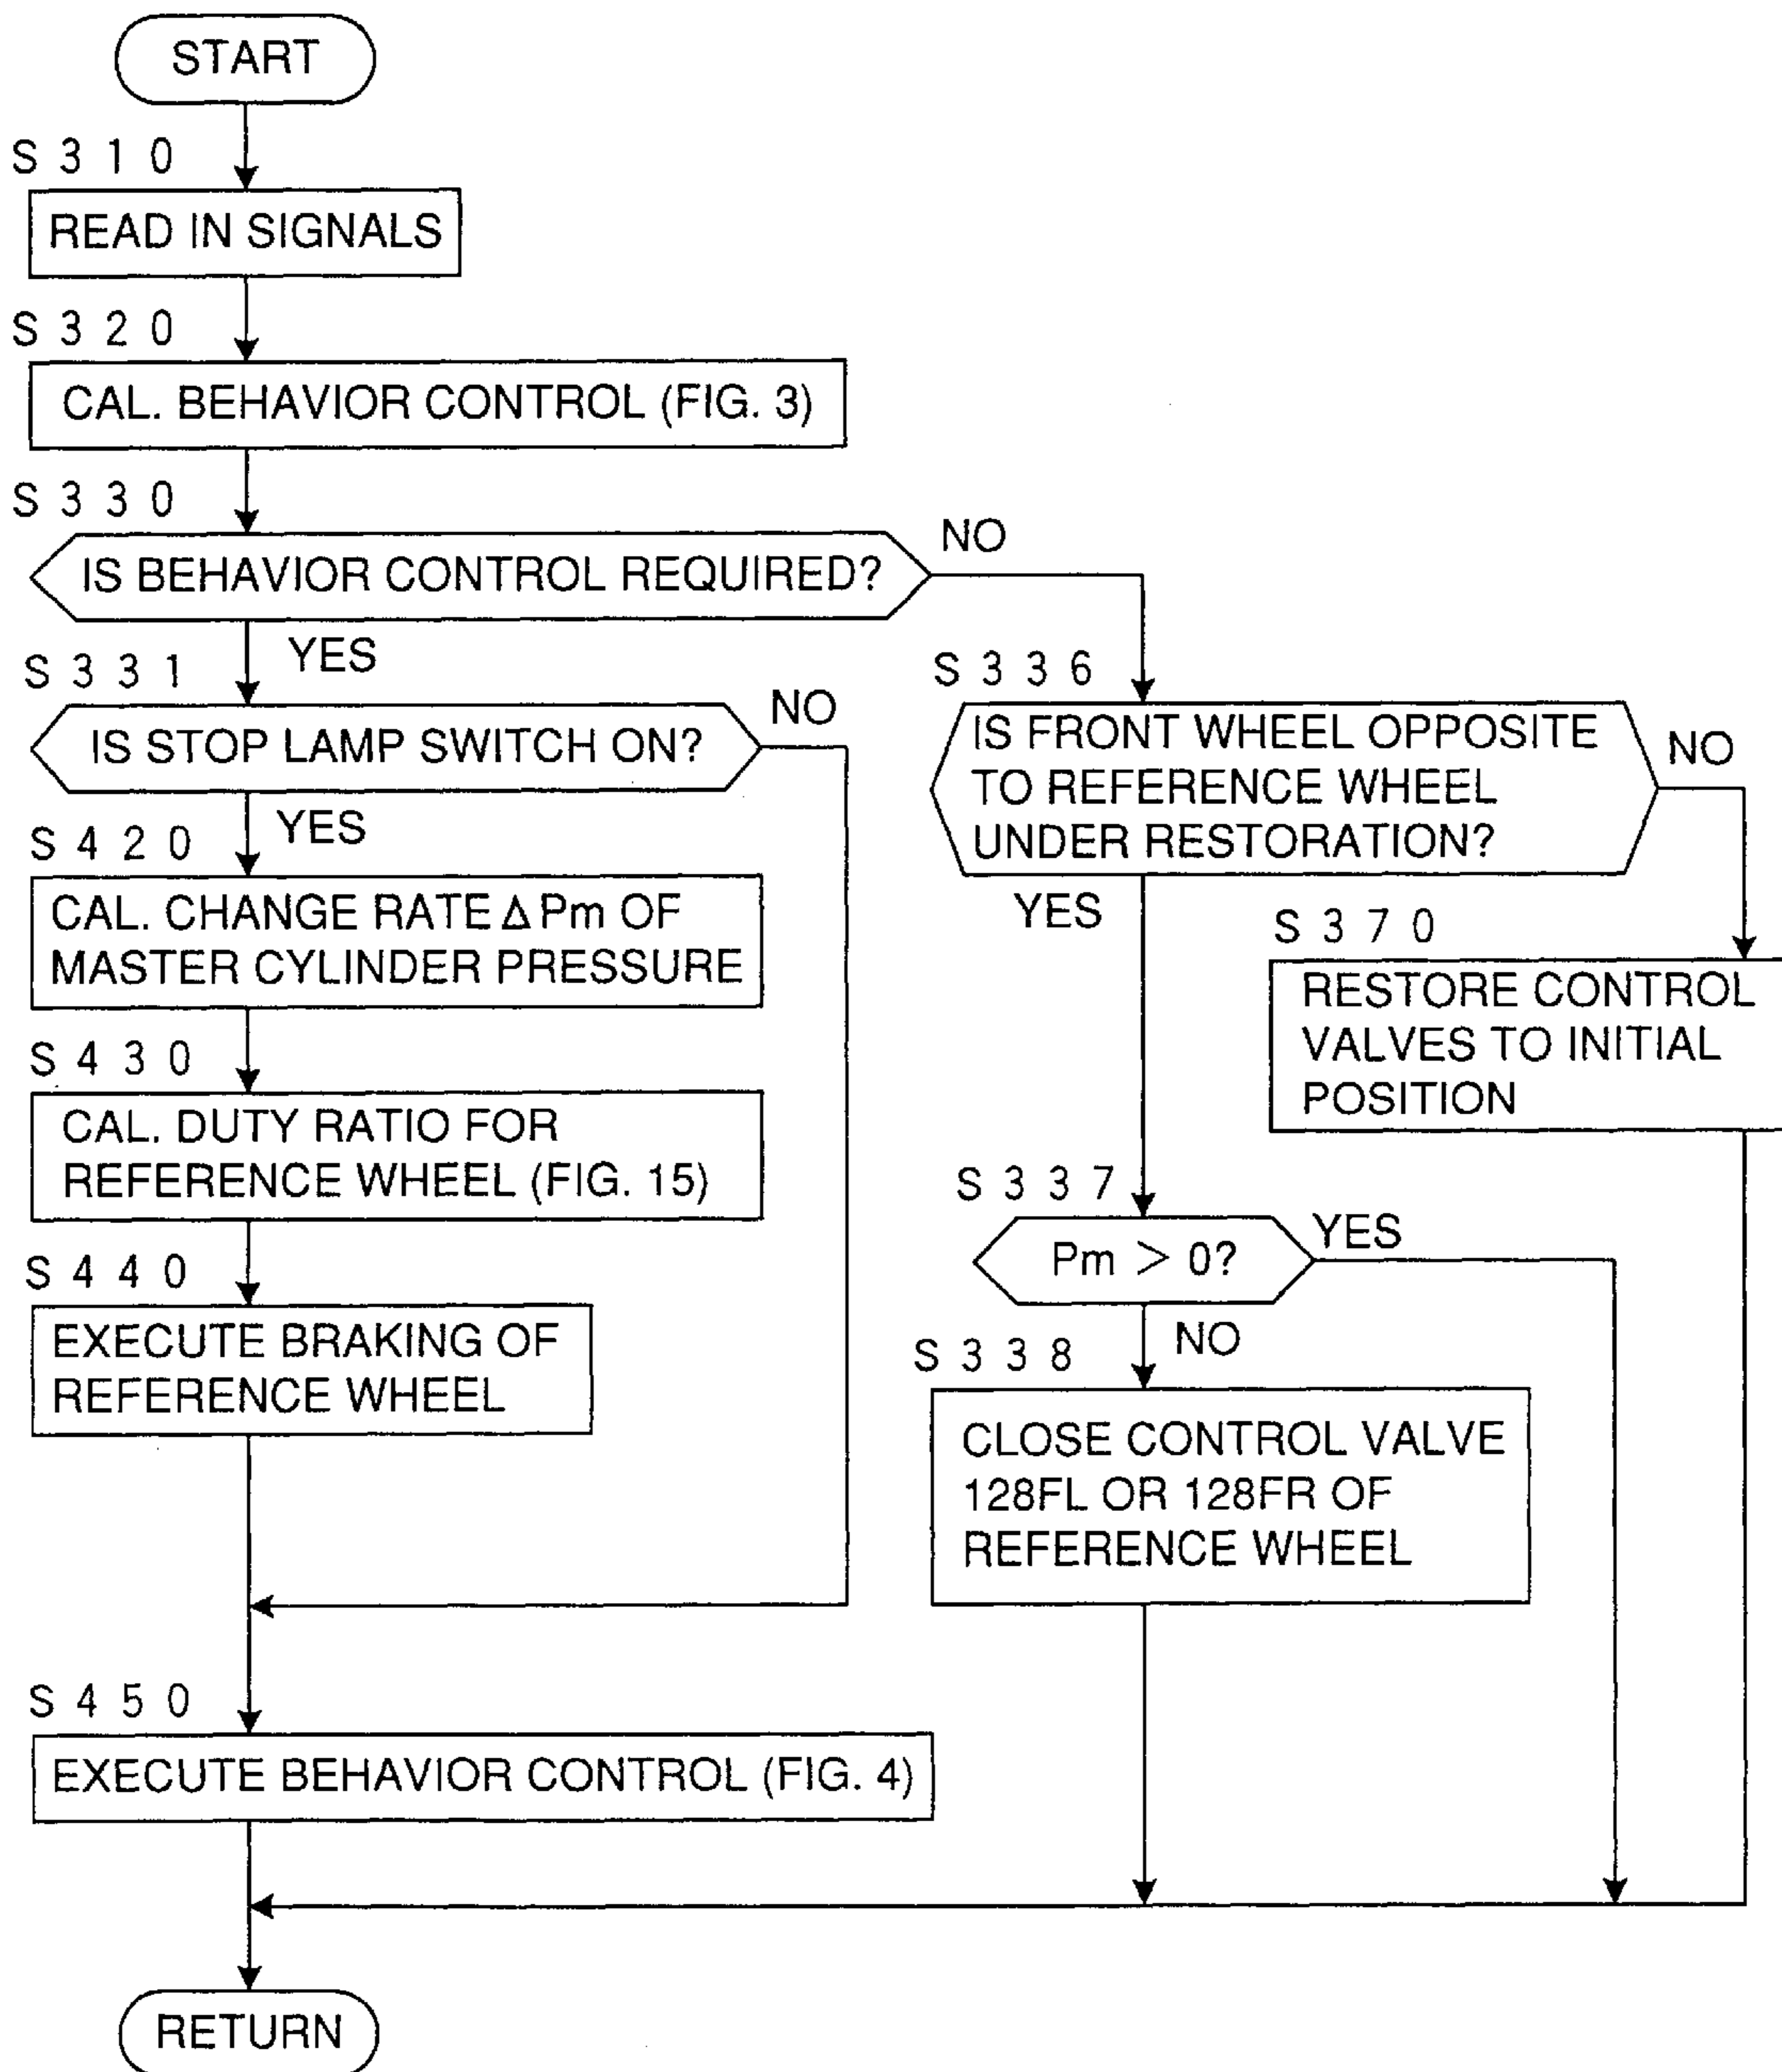 START
S 3 1 0
READ IN SIGNALS
S 3 2 0
CAL. BEHAVIOR CONTROL (FIG. 3)
S 3 3 0
IS BEHAVIOR CONTROL REQUIRED?
NO
YES
S 3 3 1
IS STOP LAMP SWITCH ON?
NO
YES
S 4 2 0
CAL. CHANGE RATE Δ Pm OF
MASTER CYLINDER PRESSURE
S 4 3 0
CAL. DUTY RATIO FOR
REFERENCE WHEEL (FIG. 15)
S 4 4 0
EXECUTE BRAKING OF
REFERENCE WHEEL
S 4 5 0
EXECUTE BEHAVIOR CONTROL (FIG. 4)
S 3 3 6
IS FRONT WHEEL OPPOSITE
TO REFERENCE WHEEL
UNDER RESTORATION?
NO
YES
S 3 7 0
RESTORE CONTROL
VALVES TO INITIAL
POSITION
S 3 3 7
Pm > 0?
YES
NO
S 3 3 8
CLOSE CONTROL VALVE
128FL OR 128FR OF
REFERENCE WHEEL
RETURN